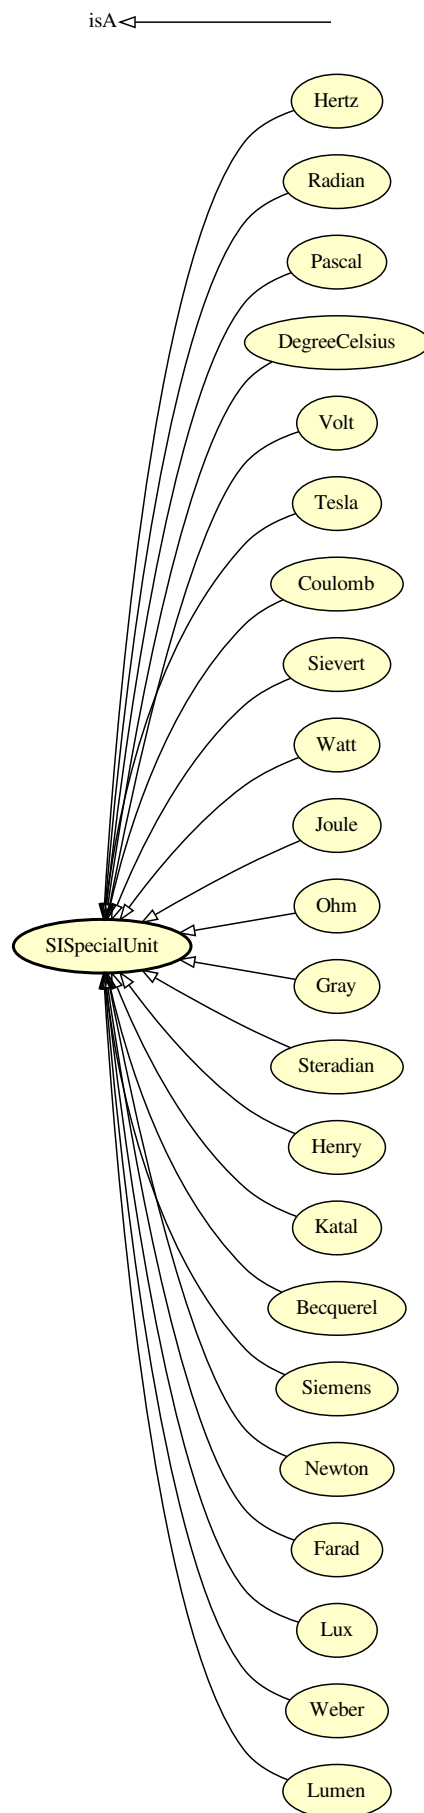 isA
Hertz
Radian
Pascal
DegreeCelsius
Volt
Tesla
Coulomb
Sievert
Watt
Joule
Ohm
SISpecialUnit
Gray
Steradian
Henry
Katal
Becquerel
Siemens
Newton
Farad
Lux
Weber
Lumen